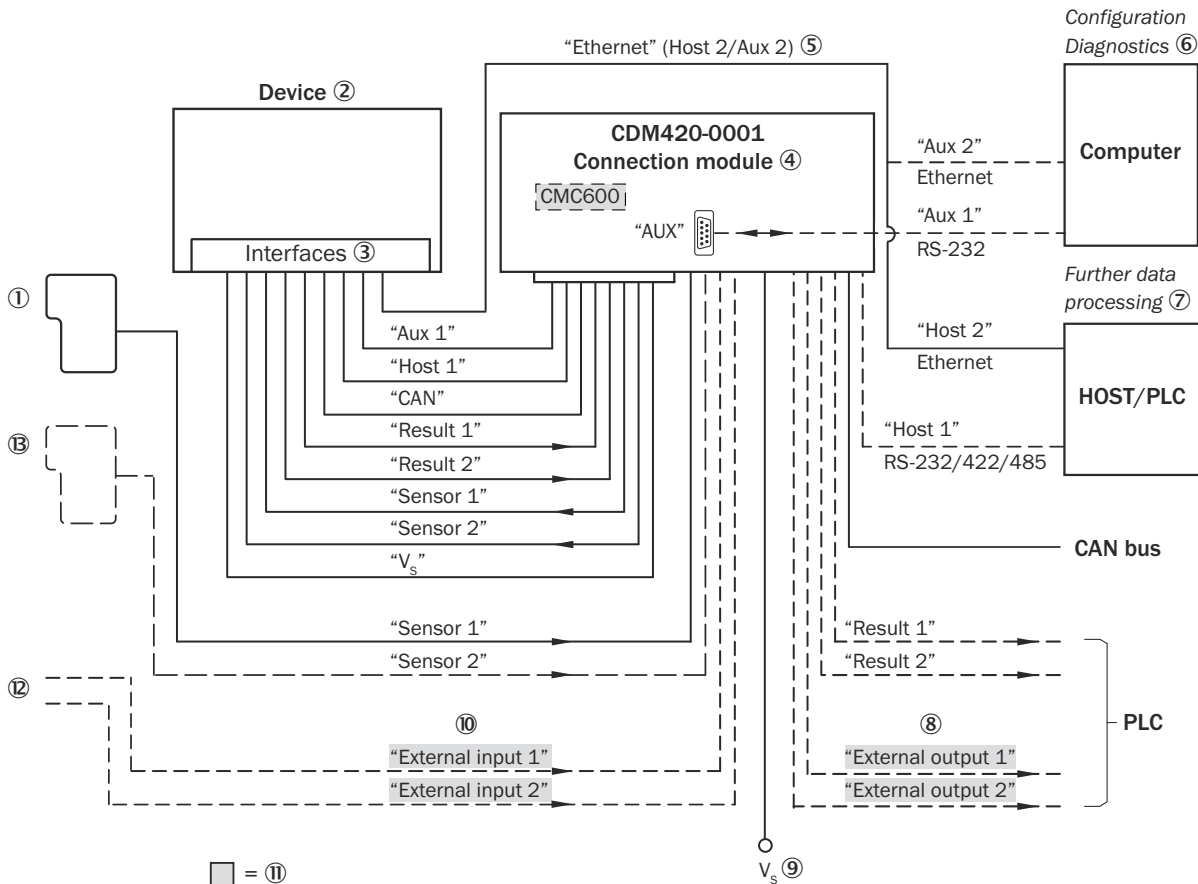 Configuration
Diagnostics ⑥
“Ethernet” (Host 2/Aux 2) ⑤
Device ②
CDM420-0001
Connection module ④
CMC600
“AUX”
Interfaces ③
“Aux 2”
Ethernet
Computer
“Aux 1”
RS-232
①
Further data
processing ⑦
“Host 2”
Ethernet
HOST/PLC
“Host 1”
RS-232/422/485
“Aux 1”
“Host 1”
“CAN”
“Result 1”
“Result 2”
“Sensor 1”
“Sensor 2”
“Vs”
⑬
CAN bus
“Sensor 1”
“Sensor 2”
“Result 1”
“Result 2”
PLC
⑫
⑩
⑧
“External input 1”
“External input 2”
“External output 1”
“External output 2”
= ⑪
Vs ⑨